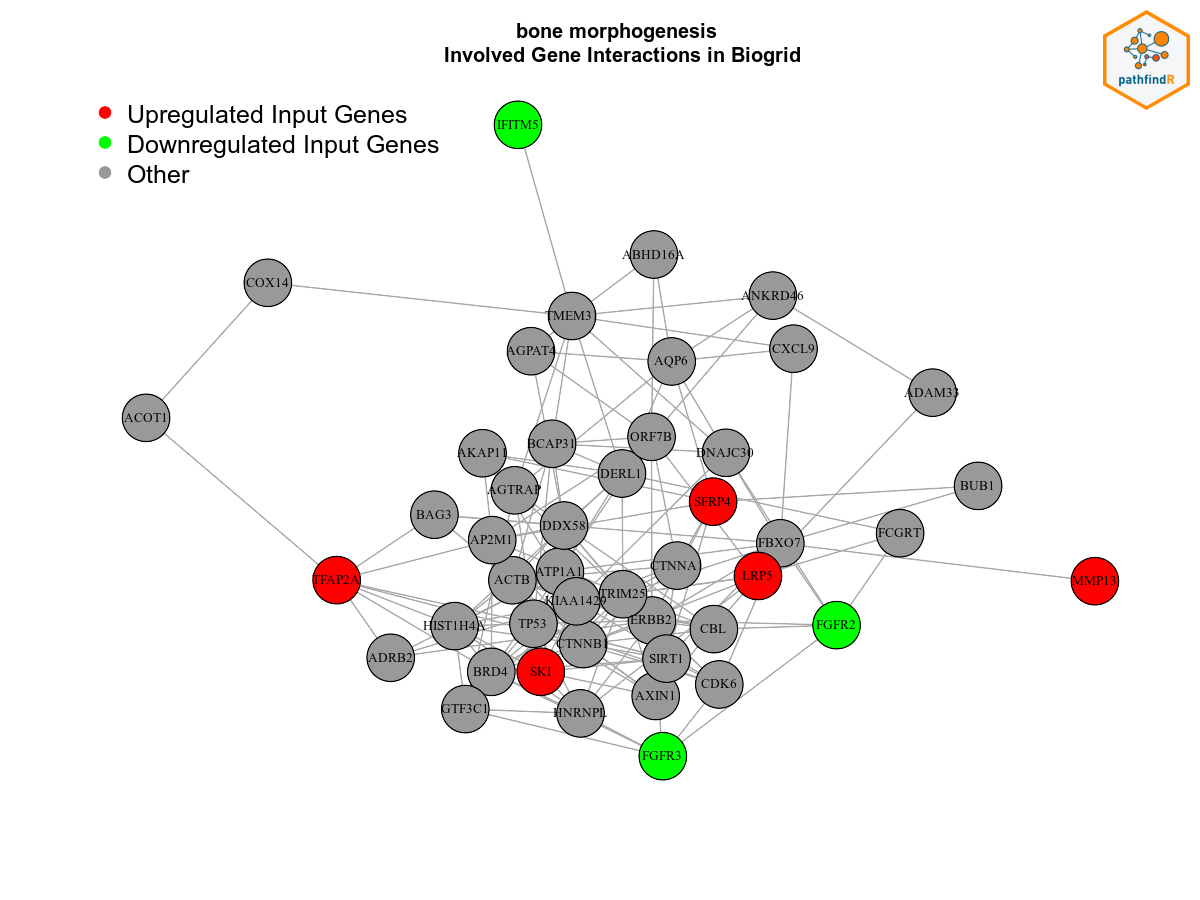 bone morphogenesis
Involved Gene Interactions in Biogrid
pathfindR
Upregulated Input Genes
Downregulated Input Genes
Other
IFITM5
ABHD16A
COX14
ANKRD46
TMEM3
CXCL9
AGPAT4
AQP6
ADAM33
ACOT1
ORF7B
BCAP31
DNAJC30
AKAP11
DERL1
BUB1
AGTRAP
SFRP4
BAG3
DDX58
FCGRT
AP2M1
FBXO7
CTNNA
ATP1A1
LRP5
TFAP2A
ACTB
MMP13
TRIM25
KIAA1429
ERBB2
TP53
HIST1H4A
FGFR2
CBL
CTNNB1
ADRB2
SIRT1
BRD4
SKI
CDK6
AXIN1
GTF3C1
HNRNPL
FGFR3